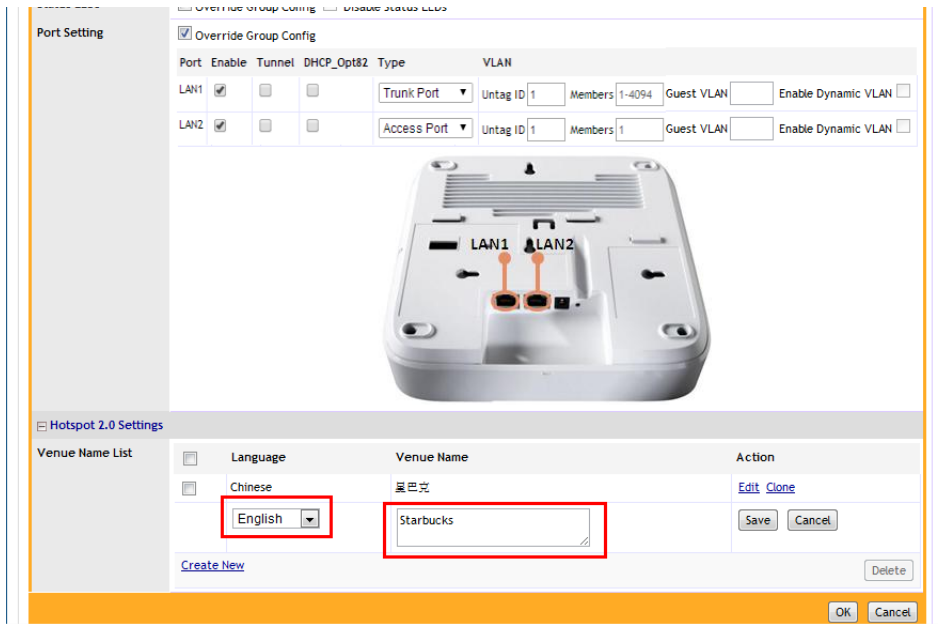 Status LEDs Override Group Config Disable Status LEDs
Port Setting Override Group Config
Port Enable Tunnel DHCP_Opt82 Type VLAN
LAN1 Trunk Port Untag ID 1 Members 1-4094 Guest VLAN Enable Dynamic VLAN
LAN2 Access Port Untag ID 1 Members 1 Guest VLAN Enable Dynamic VLAN
LAN1 LAN2
Hotspot 2.0 Settings
Venue Name List Language Venue Name Action
Chinese 星巴克 Edit Clone
English Starbucks Save Cancel
Create New Delete
OK Cancel